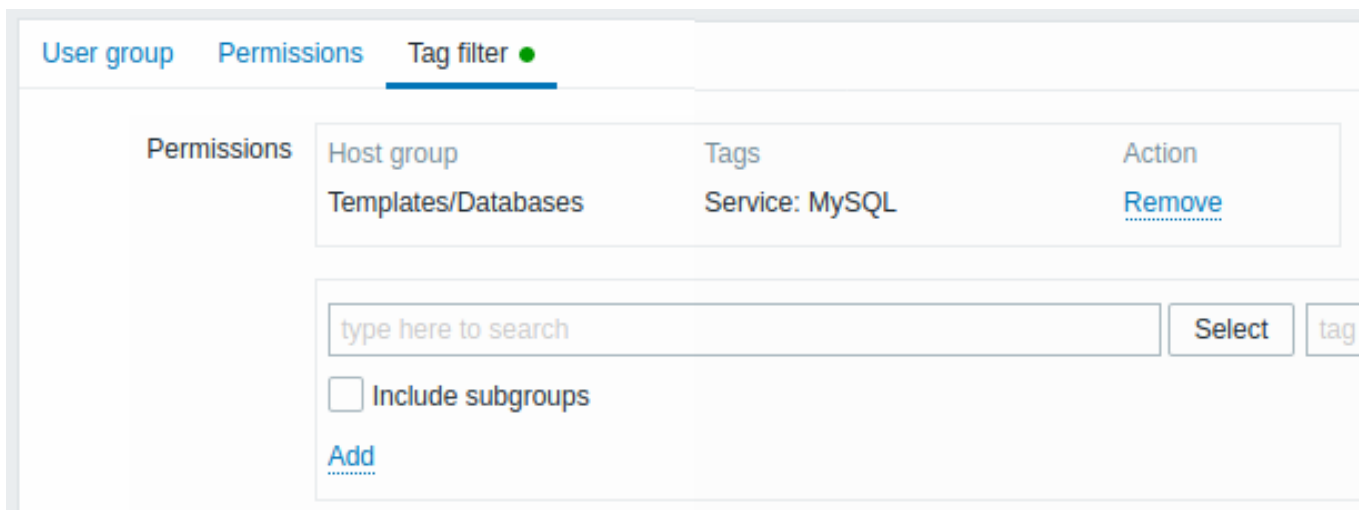 User group Permissions Tag filter
Permissions Host group Tags Action
Templates/Databases Service: MySQL Remove
type here to search Select tag
Include subgroups
Add